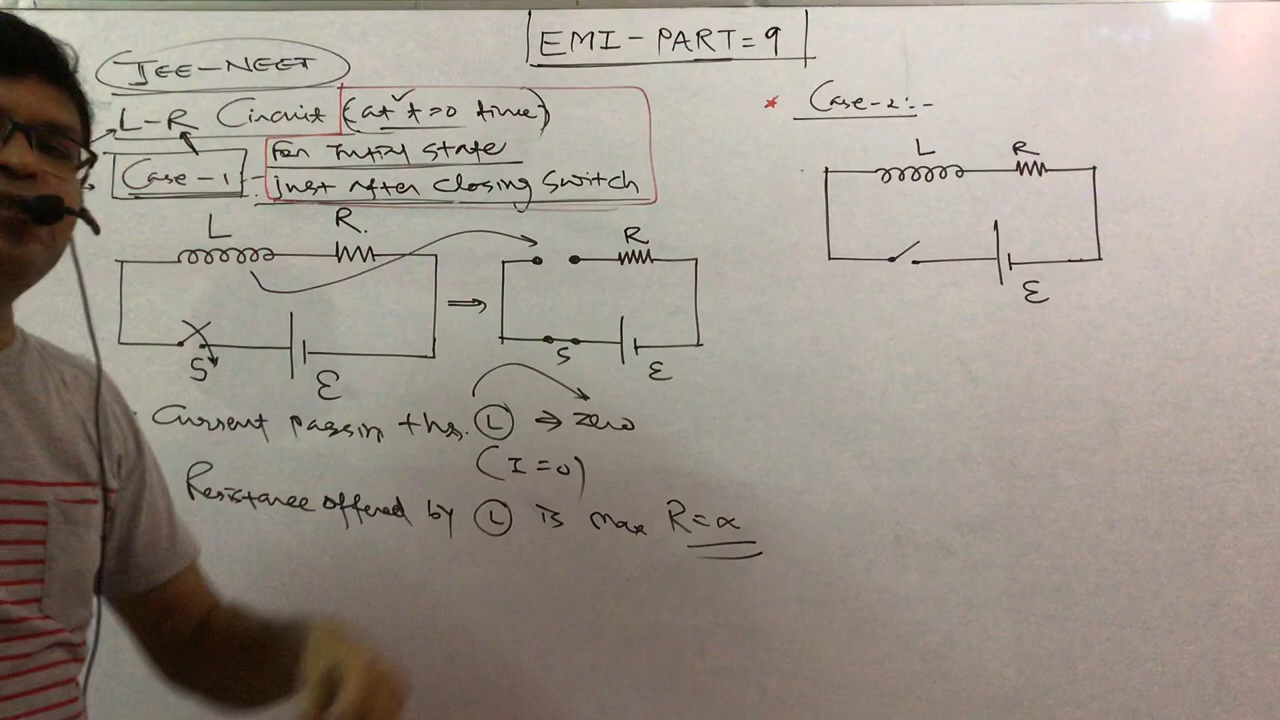 EMI-PART=9
JEE-NEET
L-R Circuit (at t=0 time)
For Initial state
Case-1 - Just After closing switch
L R.
S ε
R
S ε
Current passin thr. L ⇒ zero
(I=0)
Resistance offered by L is max R=∝
* Case-2:-
L R
ε